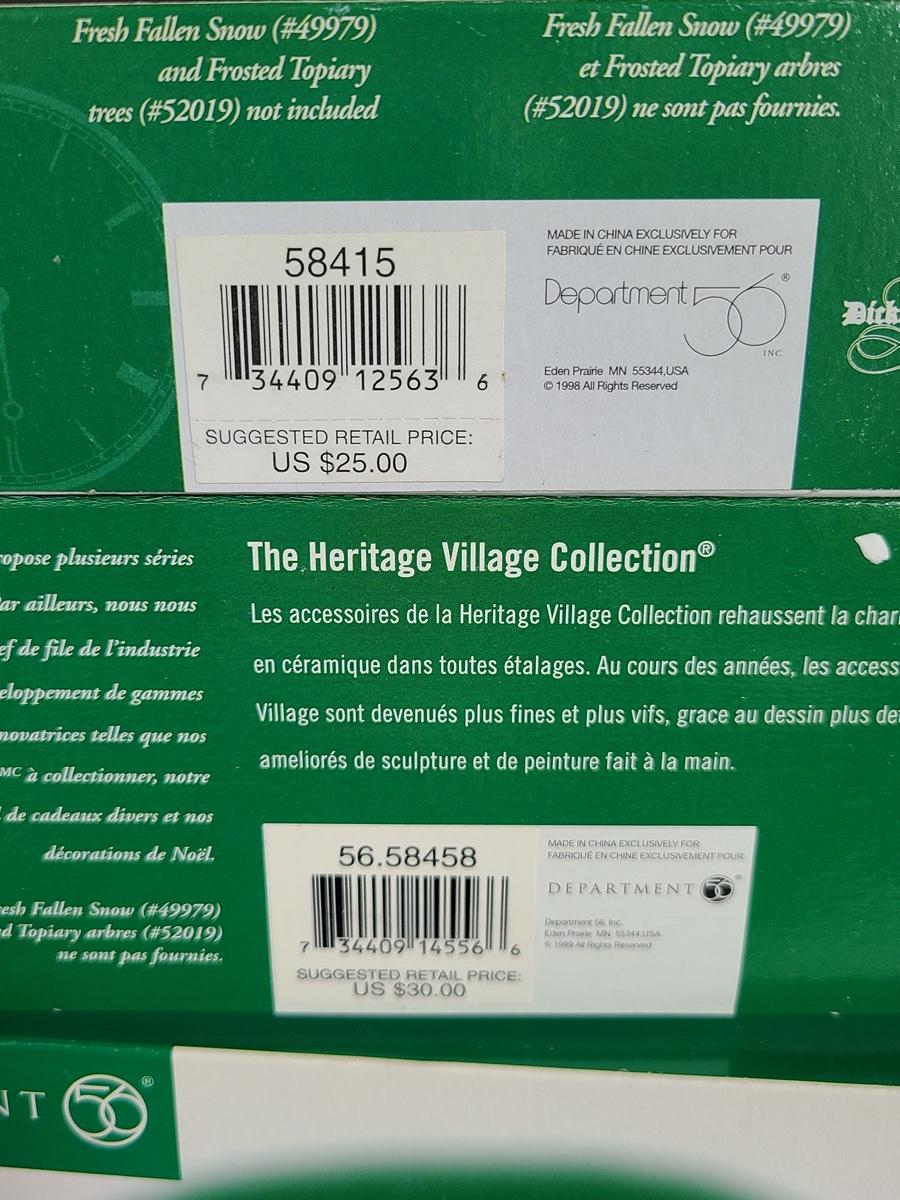 Fresh Fallen Snow (#49979)
and Frosted Topiary
trees (#52019) not included
Fresh Fallen Snow (#49979)
et Frosted Topiary arbres
(#52019) ne sont pas fournies.
58415
7 34409 12563 6
SUGGESTED RETAIL PRICE:
US $25.00
MADE IN CHINA EXCLUSIVELY FOR
FABRIQUÉ EN CHINE EXCLUSIVEMENT POUR
Department 56®
INC.
Eden Prairie MN 55344,USA
© 1998 All Rights Reserved
Dick
opose plusieurs séries
Par ailleurs, nous nous
ef de file de l'industrie
eloppement de gammes
novatrices telles que nos
MC à collectionner, notre
de cadeaux divers et nos
décorations de Noël.
esh Fallen Snow (#49979)
ed Topiary arbres (#52019)
ne sont pas fournies.
The Heritage Village Collection®
Les accessoires de la Heritage Village Collection rehaussent la char
en céramique dans toutes étalages. Au cours des années, les access
Village sont devenués plus fines et plus vifs, grace au dessin plus de
ameliorés de sculpture et de peinture fait à la main.
56.58458
7 34409 14556 6
SUGGESTED RETAIL PRICE:
US $30.00
MADE IN CHINA EXCLUSIVELY FOR
FABRIQUÉ EN CHINE EXCLUSIVEMENT POUR
DEPARTMENT 56®
Department 56, Inc.
Eden Prairie MN 55344,USA
© 1999 All Rights Reserved
NT 56®